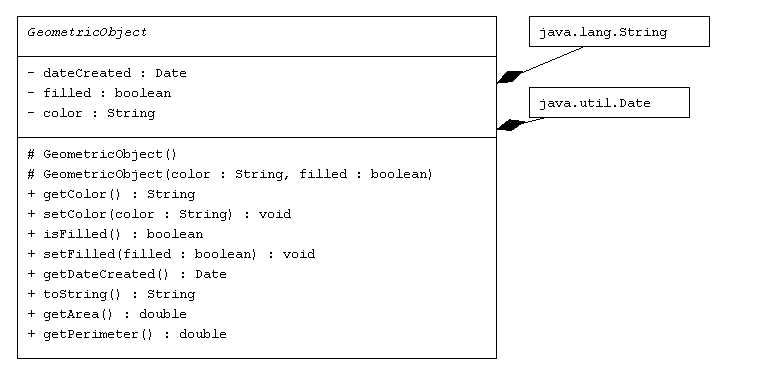 GeometricObject
java.lang.String
- dateCreated : Date
- filled : boolean
- color : String
java.util.Date
# GeometricObject()
# GeometricObject(color : String, filled : boolean)
+ getColor() : String
+ setColor(color : String) : void
+ isFilled() : boolean
+ setFilled(filled : boolean) : void
+ getDateCreated() : Date
+ toString() : String
+ getArea() : double
+ getPerimeter() : double